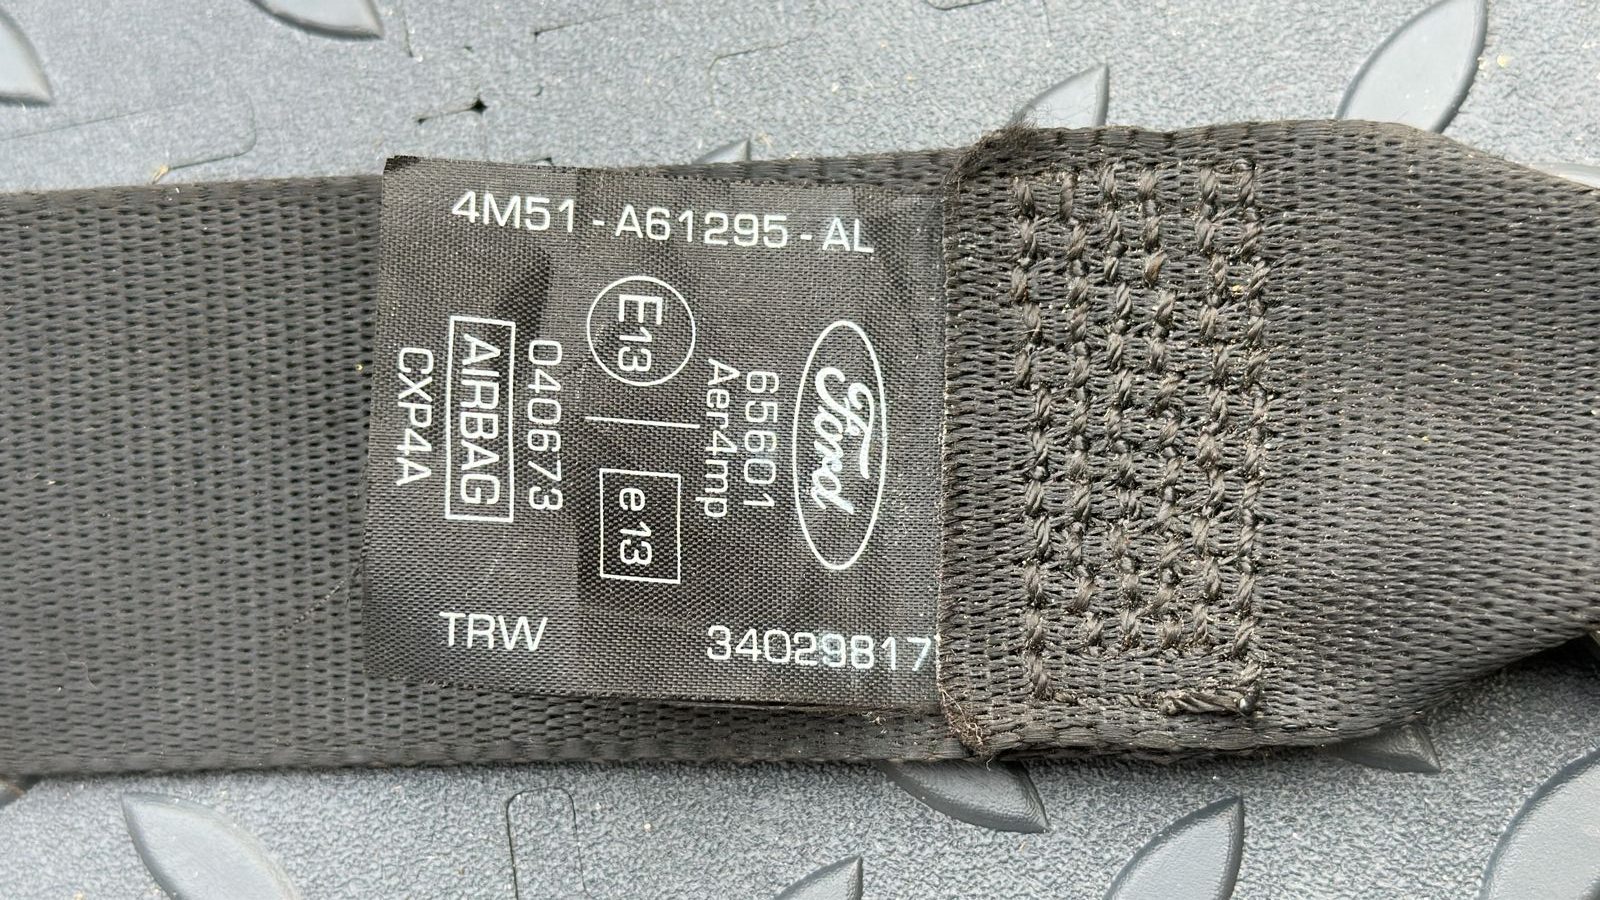 4M51-A61295-AL
Ford
65601
Aer4mp
E13
e13
040673
AIRBAG
CXP4A
TRW
34029817